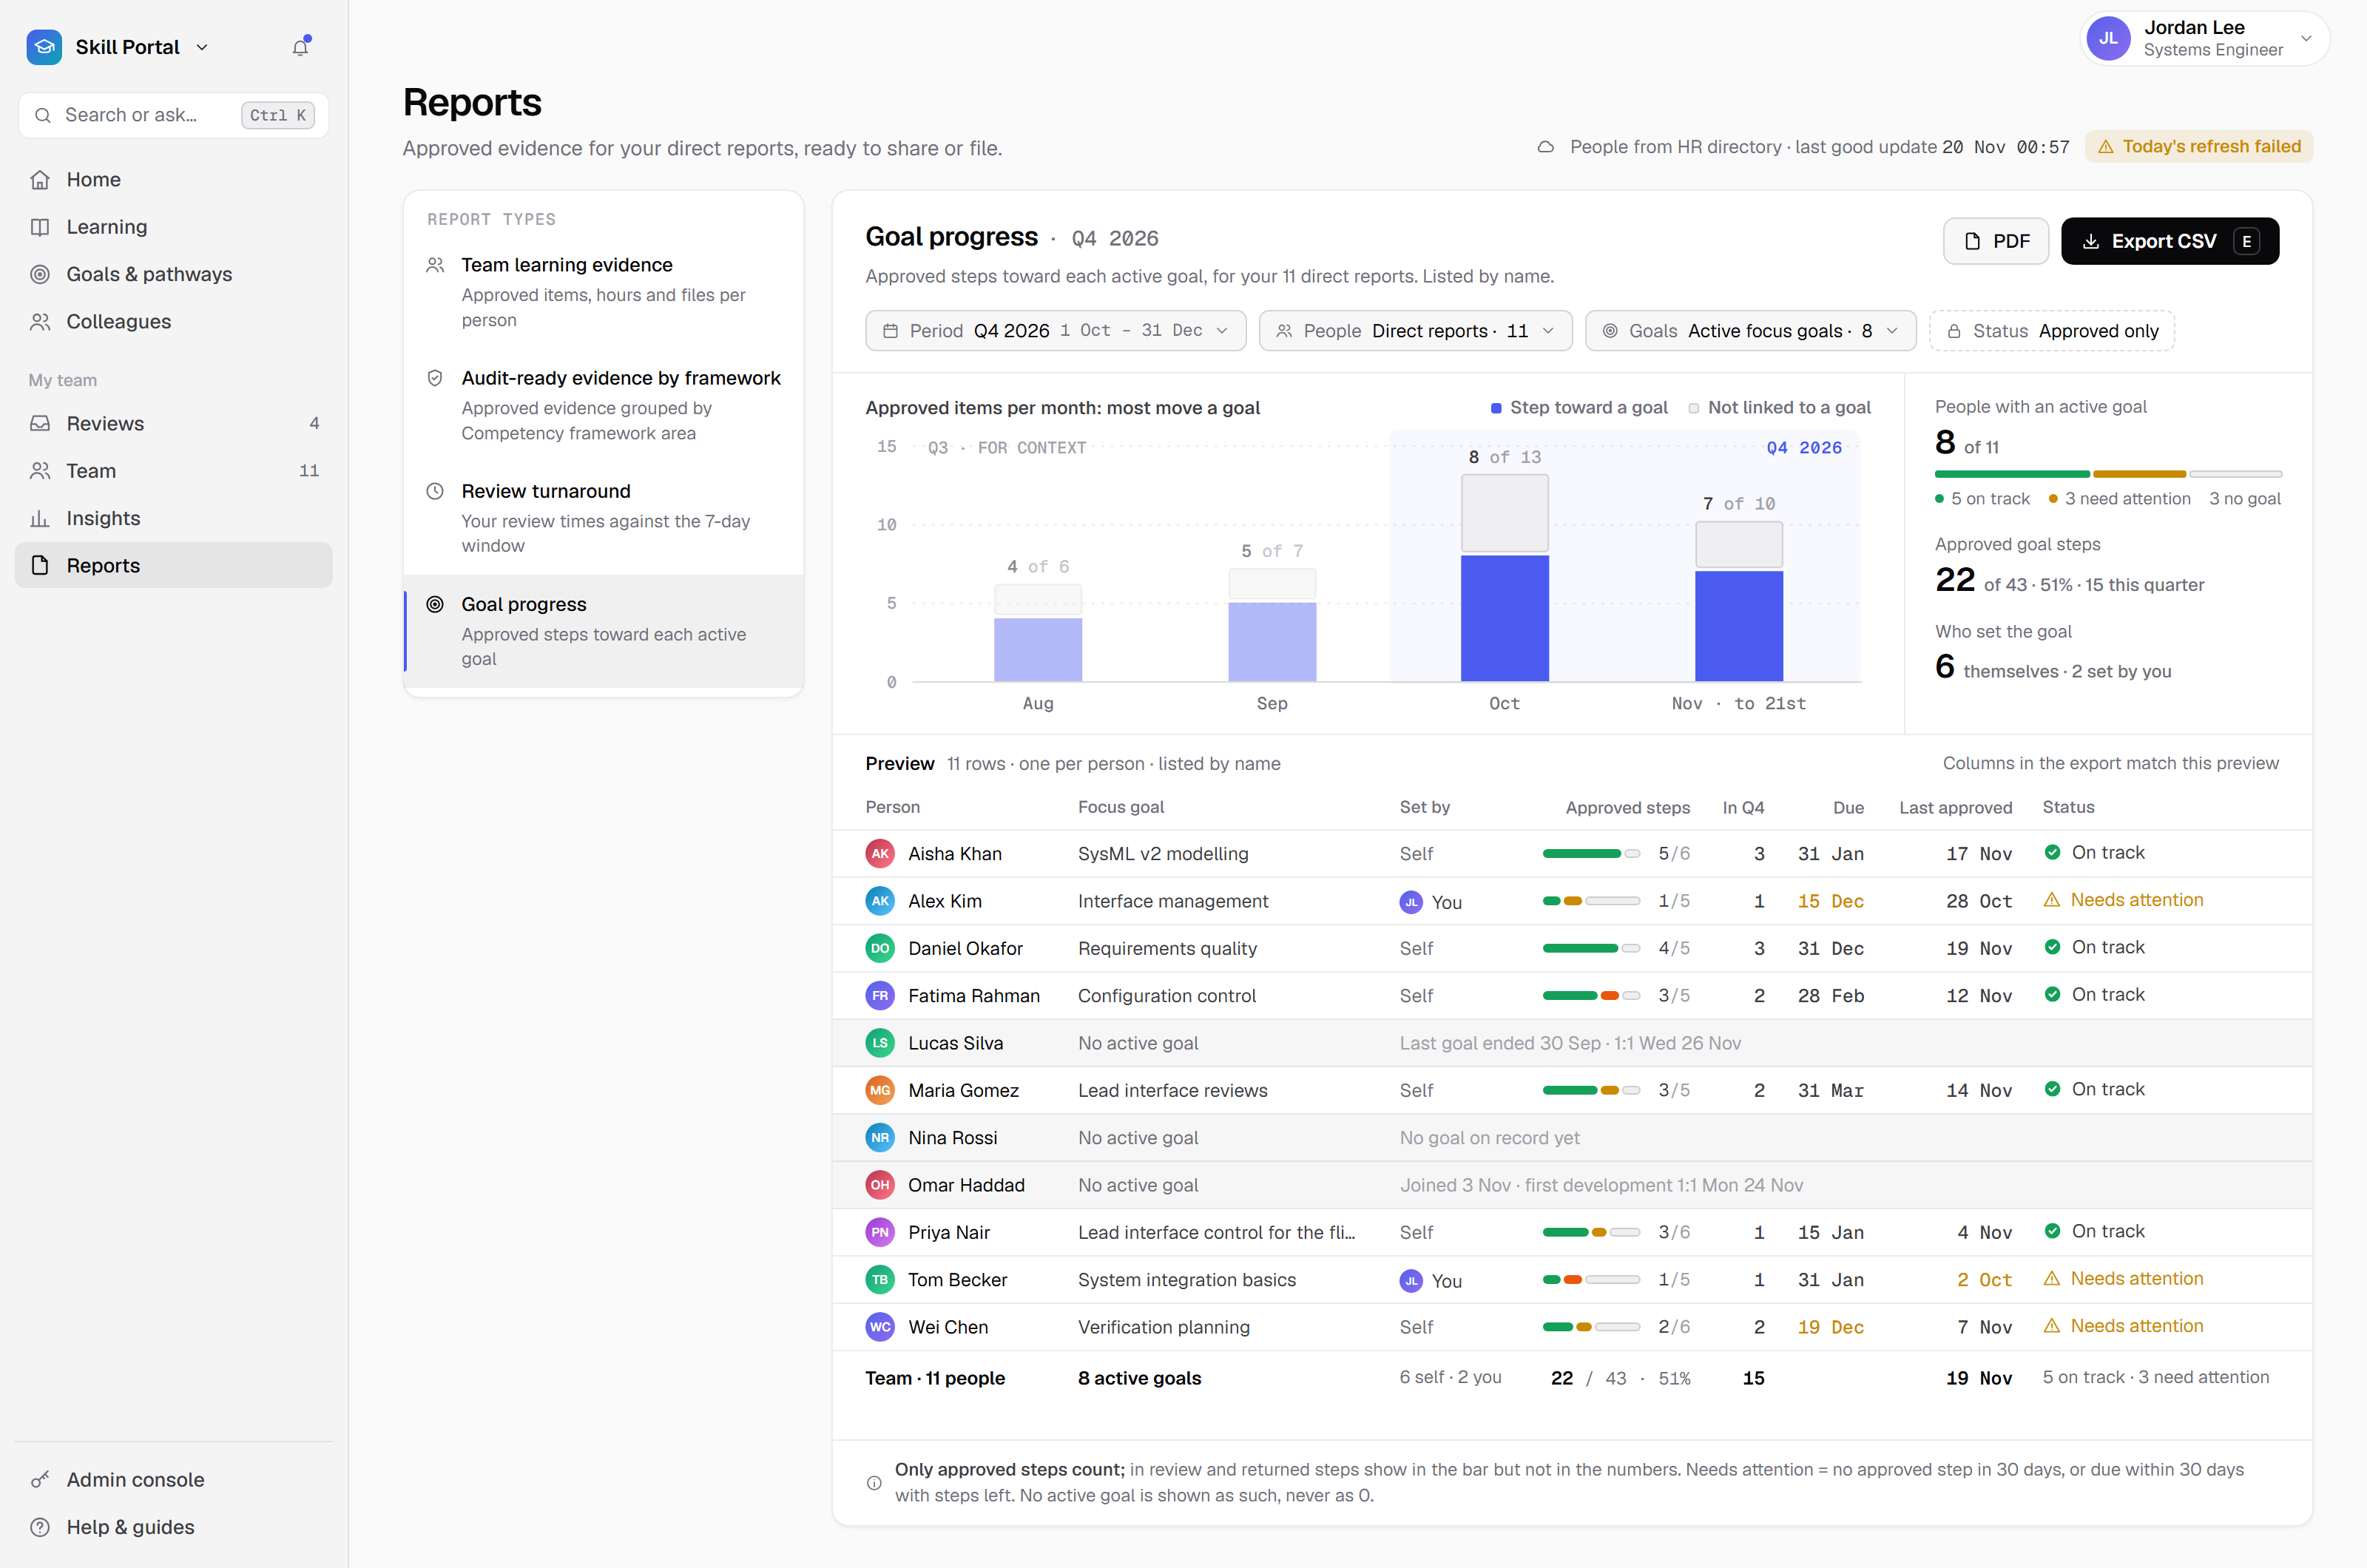 Skill Portal
Search or ask...
Ctrl K
Home
Learning
Goals & pathways
Colleagues
My team
Reviews 4
Team 11
Insights
Reports
Admin console
Help & guides
JL
Jordan Lee
Systems Engineer
Reports
Approved evidence for your direct reports, ready to share or file.
People from HR directory · last good update 20 Nov 00:57
Today's refresh failed
REPORT TYPES
Team learning evidence
Approved items, hours and files per
person
Audit-ready evidence by framework
Approved evidence grouped by
Competency framework area
Review turnaround
Your review times against the 7-day
window
Goal progress
Approved steps toward each active
goal
Goal progress · Q4 2026
PDF
Export CSV E
Approved steps toward each active goal, for your 11 direct reports. Listed by name.
Period Q4 2026 1 Oct – 31 Dec
People Direct reports · 11
Goals Active focus goals · 8
Status Approved only
Approved items per month: most move a goal
Step toward a goal
Not linked to a goal
15
10
5
0
Q3 · FOR CONTEXT
Q4 2026
4 of 6
5 of 7
8 of 13
7 of 10
Aug
Sep
Oct
Nov · to 21st
People with an active goal
8 of 11
5 on track
3 need attention
3 no goal
Approved goal steps
22 of 43 · 51% · 15 this quarter
Who set the goal
6 themselves · 2 set by you
Preview 11 rows · one per person · listed by name
Columns in the export match this preview
Person Focus goal Set by Approved steps In Q4 Due Last approved Status
AK Aisha Khan SysML v2 modelling Self 5/6 3 31 Jan 17 Nov On track
AK Alex Kim Interface management JL You 1/5 1 15 Dec 28 Oct Needs attention
DO Daniel Okafor Requirements quality Self 4/5 3 31 Dec 19 Nov On track
FR Fatima Rahman Configuration control Self 3/5 2 28 Feb 12 Nov On track
LS Lucas Silva No active goal Last goal ended 30 Sep · 1:1 Wed 26 Nov
MG Maria Gomez Lead interface reviews Self 3/5 2 31 Mar 14 Nov On track
NR Nina Rossi No active goal No goal on record yet
OH Omar Haddad No active goal Joined 3 Nov · first development 1:1 Mon 24 Nov
PN Priya Nair Lead interface control for the fli... Self 3/6 1 15 Jan 4 Nov On track
TB Tom Becker System integration basics JL You 1/5 1 31 Jan 2 Oct Needs attention
WC Wei Chen Verification planning Self 2/6 2 19 Dec 7 Nov Needs attention
Team · 11 people 8 active goals 6 self · 2 you 22 / 43 · 51% 15 19 Nov 5 on track · 3 need attention
Only approved steps count; in review and returned steps show in the bar but not in the numbers. Needs attention = no approved step in 30 days, or due within 30 days
with steps left. No active goal is shown as such, never as 0.